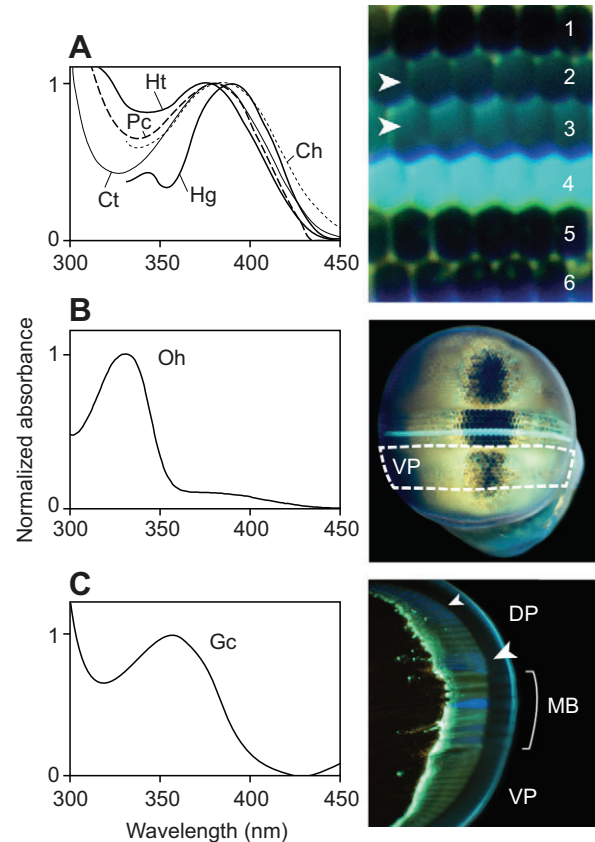 A
1
0
Ht
Pc
Ct
Hg
Ch
300 350 400 450
1
2
3
4
5
6
B
1
0
Oh
300 350 400 450
VP
Normalized absorbance
C
1
0
Gc
300 350 400 450
Wavelength (nm)
DP
MB
VP